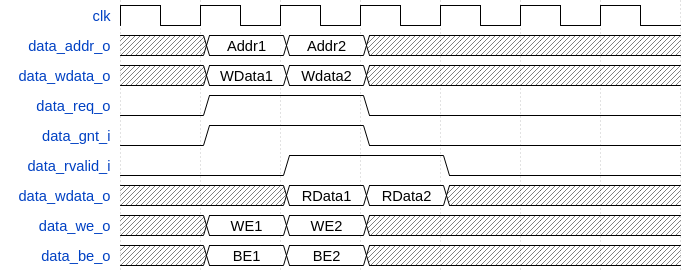 clk
data_addr_o Addr1 Addr2
data_wdata_o WData1 Wdata2
data_req_o
data_gnt_i
data_rvalid_i
data_wdata_o RData1 RData2
data_we_o WE1 WE2
data_be_o BE1 BE2